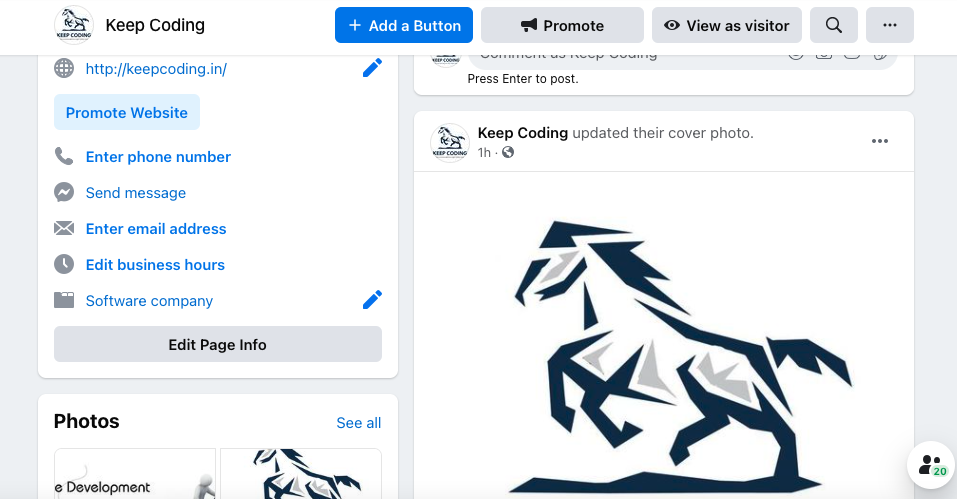 Keep Coding
+ Add a Button
Promote
View as visitor
http://keepcoding.in/
Promote Website
Enter phone number
Send message
Enter email address
Edit business hours
Software company
Edit Page Info
Photos
See all
e Development
KEEP CODING
Comment as Keep Coding
Press Enter to post.
KEEP CODING
Keep Coding updated their cover photo.
1h ·
20